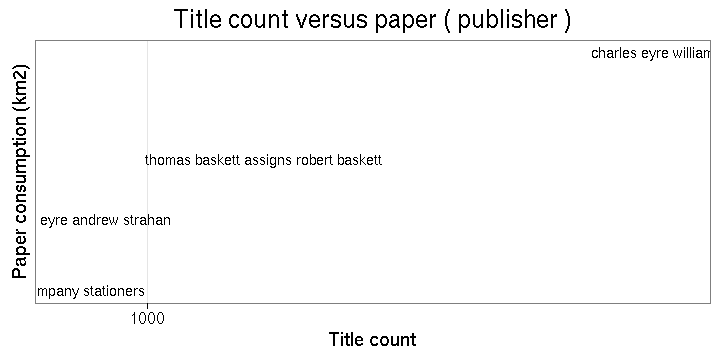 Title count versus paper ( publisher )
charles eyre william
thomas baskett assigns robert baskett
eyre andrew strahan
mpany stationers
1000
Title count
Paper consumption (km2)